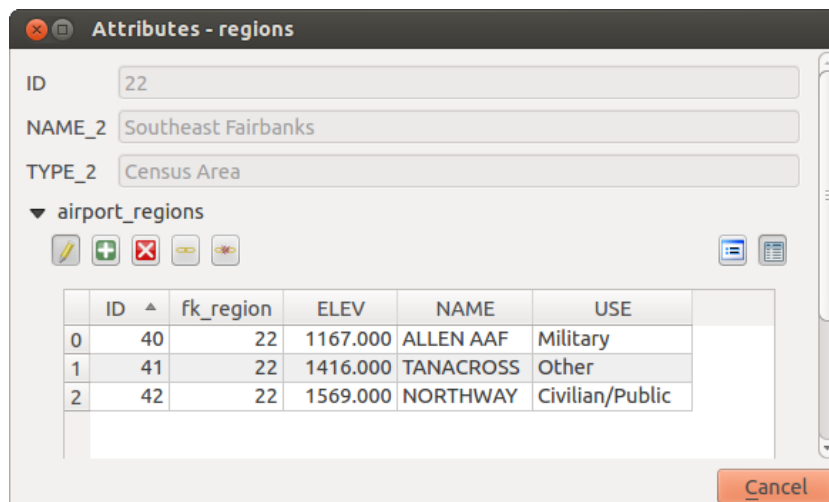 Attributes - regions
ID 22
NAME_2 Southeast Fairbanks
TYPE_2 Census Area
airport_regions
ID fk_region ELEV NAME USE
0 40 22 1167.000 ALLEN AAF Military
1 41 22 1416.000 TANACROSS Other
2 42 22 1569.000 NORTHWAY Civilian/Public
Cancel